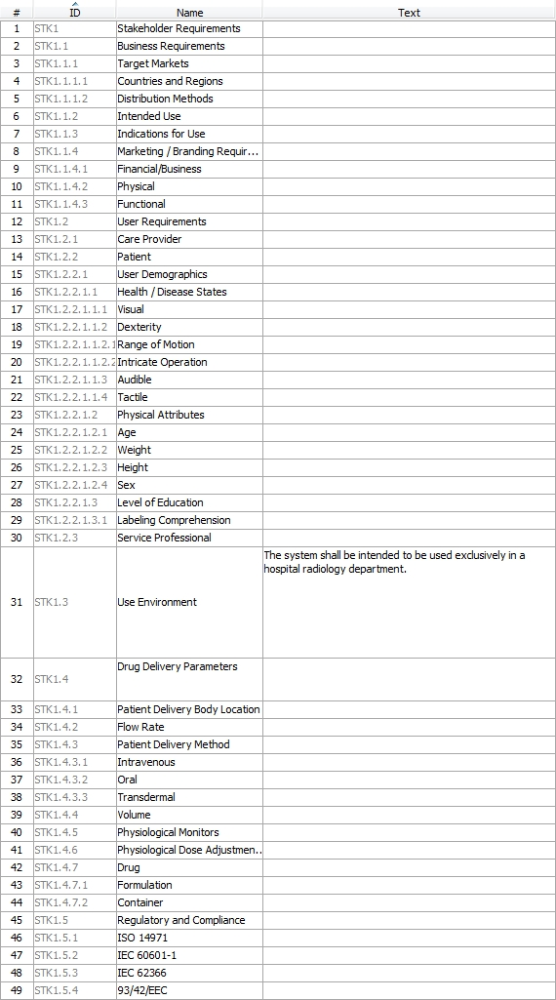 # ID Name Text
1 STK1 Stakeholder Requirements
2 STK1.1 Business Requirements
3 STK1.1.1 Target Markets
4 STK1.1.1.1 Countries and Regions
5 STK1.1.1.2 Distribution Methods
6 STK1.1.2 Intended Use
7 STK1.1.3 Indications for Use
8 STK1.1.4 Marketing / Branding Requir...
9 STK1.1.4.1 Financial/Business
10 STK1.1.4.2 Physical
11 STK1.1.4.3 Functional
12 STK1.2 User Requirements
13 STK1.2.1 Care Provider
14 STK1.2.2 Patient
15 STK1.2.2.1 User Demographics
16 STK1.2.2.1.1 Health / Disease States
17 STK1.2.2.1.1.1 Visual
18 STK1.2.2.1.1.2 Dexterity
19 STK1.2.2.1.1.2.1 Range of Motion
20 STK1.2.2.1.1.2.2 Intricate Operation
21 STK1.2.2.1.1.3 Audible
22 STK1.2.2.1.1.4 Tactile
23 STK1.2.2.1.2 Physical Attributes
24 STK1.2.2.1.2.1 Age
25 STK1.2.2.1.2.2 Weight
26 STK1.2.2.1.2.3 Height
27 STK1.2.2.1.2.4 Sex
28 STK1.2.2.1.3 Level of Education
29 STK1.2.2.1.3.1 Labeling Comprehension
30 STK1.2.3 Service Professional
31 STK1.3 Use Environment The system shall be intended to be used exclusively in a
hospital radiology department.
32 STK1.4 Drug Delivery Parameters
33 STK1.4.1 Patient Delivery Body Location
34 STK1.4.2 Flow Rate
35 STK1.4.3 Patient Delivery Method
36 STK1.4.3.1 Intravenous
37 STK1.4.3.2 Oral
38 STK1.4.3.3 Transdermal
39 STK1.4.4 Volume
40 STK1.4.5 Physiological Monitors
41 STK1.4.6 Physiological Dose Adjustmen..
42 STK1.4.7 Drug
43 STK1.4.7.1 Formulation
44 STK1.4.7.2 Container
45 STK1.5 Regulatory and Compliance
46 STK1.5.1 ISO 14971
47 STK1.5.2 IEC 60601-1
48 STK1.5.3 IEC 62366
49 STK1.5.4 93/42/EEC